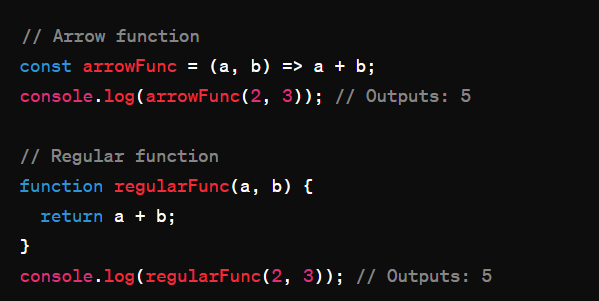 // Arrow function
const arrowFunc = (a, b) => a + b;
console.log(arrowFunc(2, 3)); // Outputs: 5
// Regular function
function regularFunc(a, b) {
  return a + b;
}
console.log(regularFunc(2, 3)); // Outputs: 5